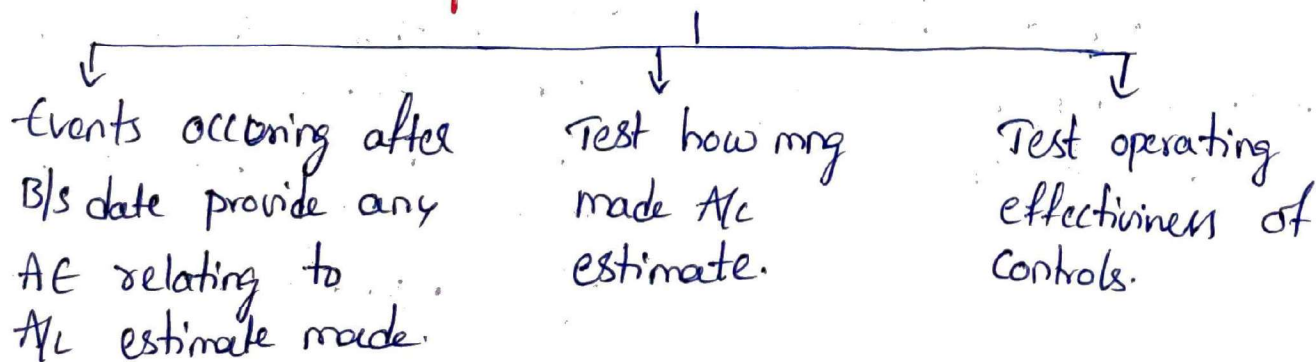 Events occoring after
B/s date provide any
AE relating to
A/c estimate made.
Test how mng
made A/c
estimate.
Test operating
effectiviness of
Controls.